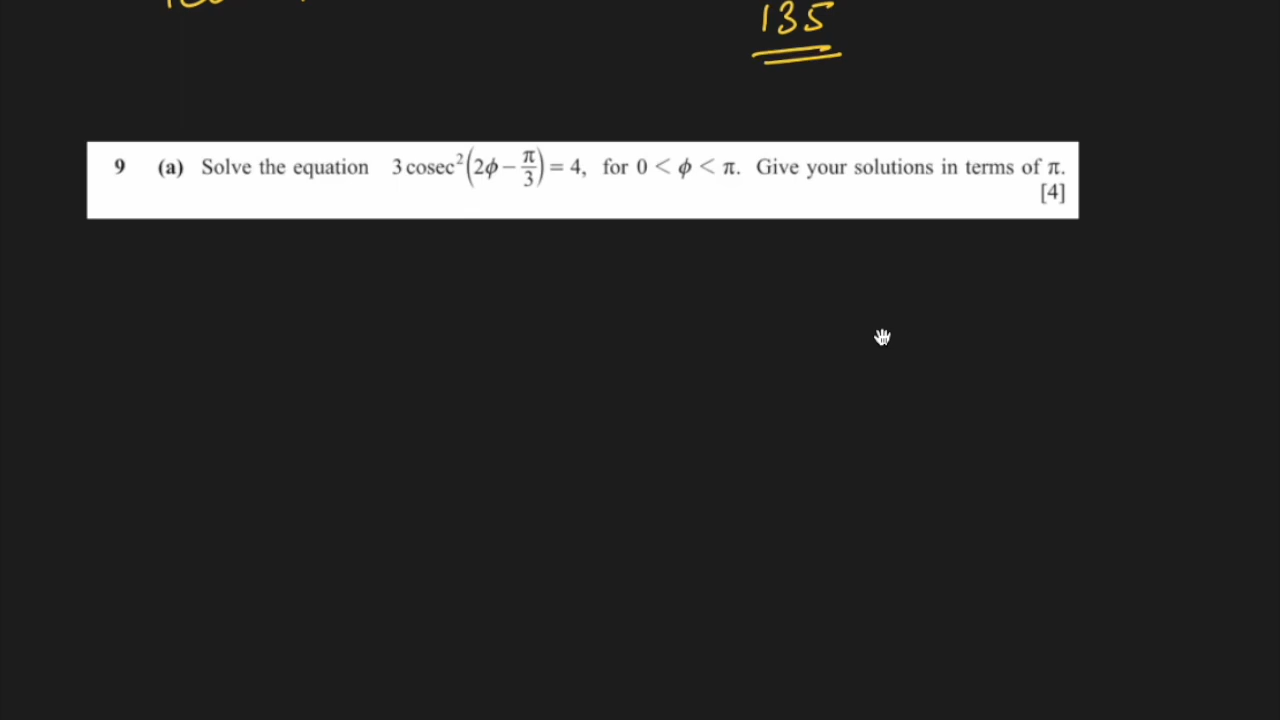 135
9 (a) Solve the equation 3 cosec²(2ϕ − π/3) = 4, for 0 < ϕ < π. Give your solutions in terms of π.
[4]